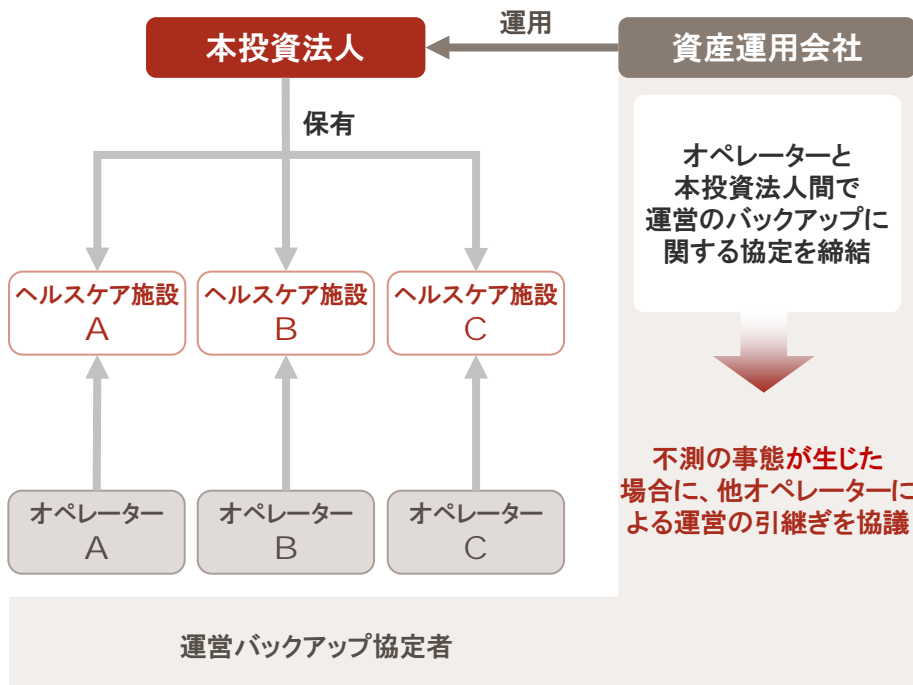 本投資法人
運用
資産運用会社
保有
オペレーターと
本投資法人間で
運営のバックアップに
関する協定を締結
ヘルスケア施設
A
ヘルスケア施設
B
ヘルスケア施設
C
不測の事態が生じた
場合に、他オペレーターに
よる運営の引継ぎを協議
オペレーター
A
オペレーター
B
オペレーター
C
運営バックアップ協定者